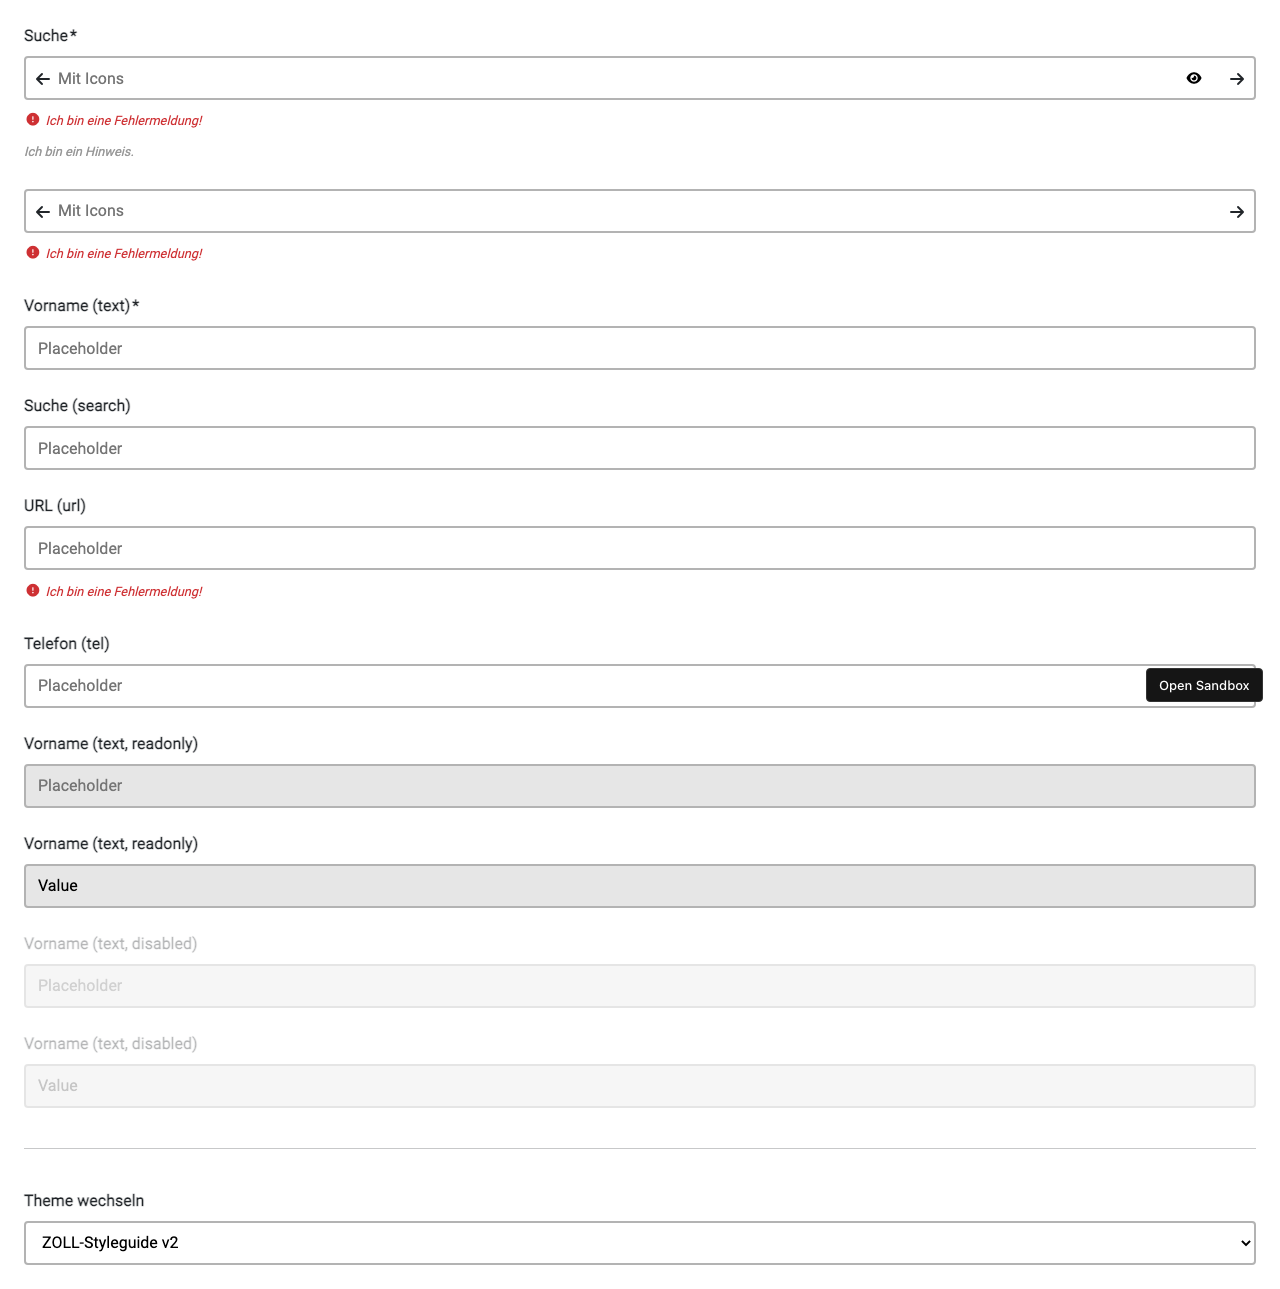 Suche*
Mit Icons
Ich bin eine Fehlermeldung!
Ich bin ein Hinweis.
Mit Icons
Ich bin eine Fehlermeldung!
Vorname (text)*
Placeholder
Suche (search)
Placeholder
URL (url)
Placeholder
Ich bin eine Fehlermeldung!
Telefon (tel)
Placeholder
Open Sandbox
Vorname (text, readonly)
Placeholder
Vorname (text, readonly)
Value
Vorname (text, disabled)
Placeholder
Vorname (text, disabled)
Value
Theme wechseln
ZOLL-Styleguide v2